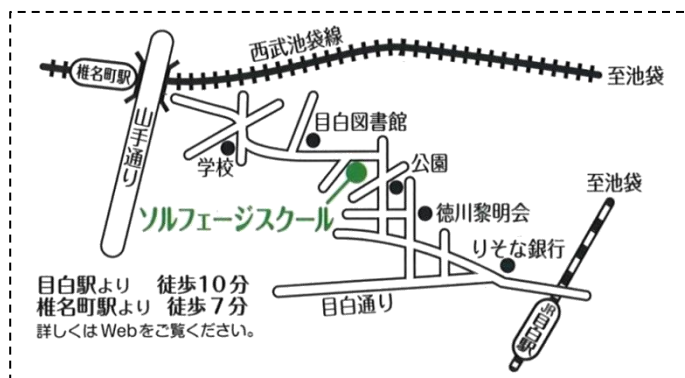 西武池袋線
至池袋
椎名町駅
山手通り
目白図書館
学校
公園
至池袋
ソルフェージスクール
徳川黎明会
りそな銀行
目白通り
JR目白駅
目白駅より 徒歩10分
椎名町駅より 徒歩7分
詳しくはWebをご覧ください。